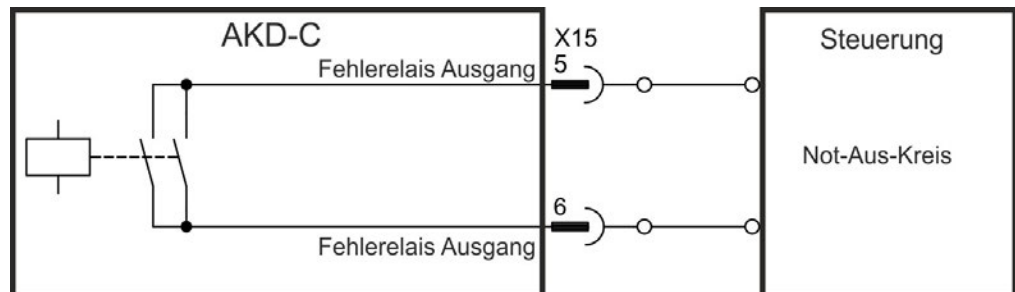 AKD-C
X15
Steuerung
Fehlerelais Ausgang
5
Not-Aus-Kreis
6
Fehlerelais Ausgang